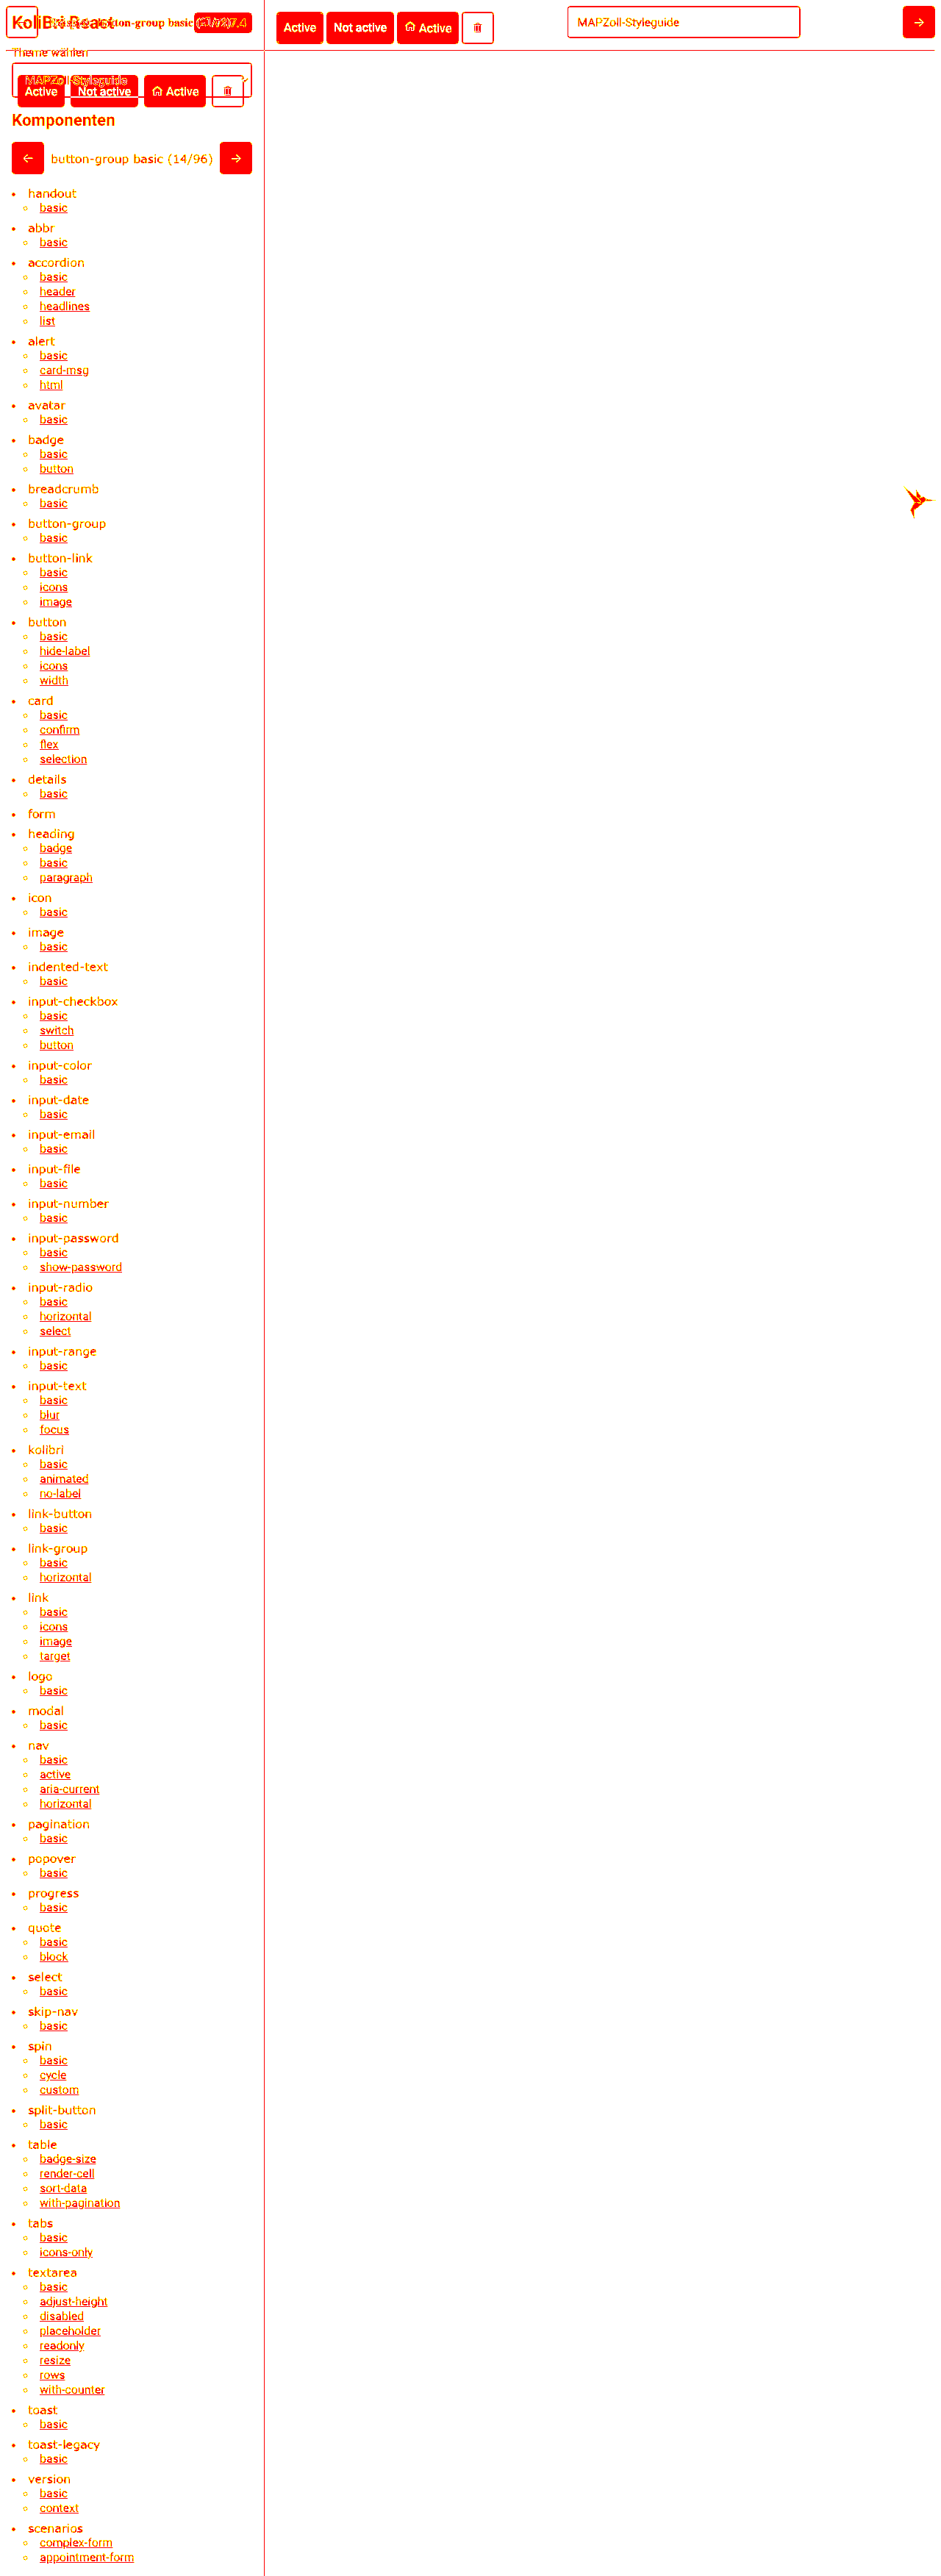 KoliBri React
button-group basic
Active Not active Active
MAPZoll-Styleguide
Theme wählen
MAPZoll-Styleguide
Active Not active Active
Komponenten
button-group basic (14/96)
handout
basic
abbr
basic
accordion
basic
header
headlines
list
alert
basic
card-msg
html
avatar
basic
badge
basic
button
breadcrumb
basic
button-group
basic
button-link
basic
icons
image
button
basic
hide-label
icons
width
card
basic
confirm
flex
selection
details
basic
form
heading
badge
basic
paragraph
icon
basic
image
basic
indented-text
basic
input-checkbox
basic
switch
button
input-color
basic
input-date
basic
input-email
basic
input-file
basic
input-number
basic
input-password
basic
show-password
input-radio
basic
horizontal
select
input-range
basic
input-text
basic
blur
focus
kolibri
basic
animated
no-label
link-button
basic
link-group
basic
horizontal
link
basic
icons
image
target
logo
basic
modal
basic
nav
basic
active
aria-current
horizontal
pagination
basic
popover
basic
progress
basic
quote
basic
block
select
basic
skip-nav
basic
spin
basic
cycle
custom
split-button
basic
table
badge-size
render-cell
sort-data
with-pagination
tabs
basic
icons-only
textarea
basic
adjust-height
disabled
placeholder
readonly
resize
rows
with-counter
toast
basic
toast-legacy
basic
version
basic
context
scenarios
complex-form
appointment-form